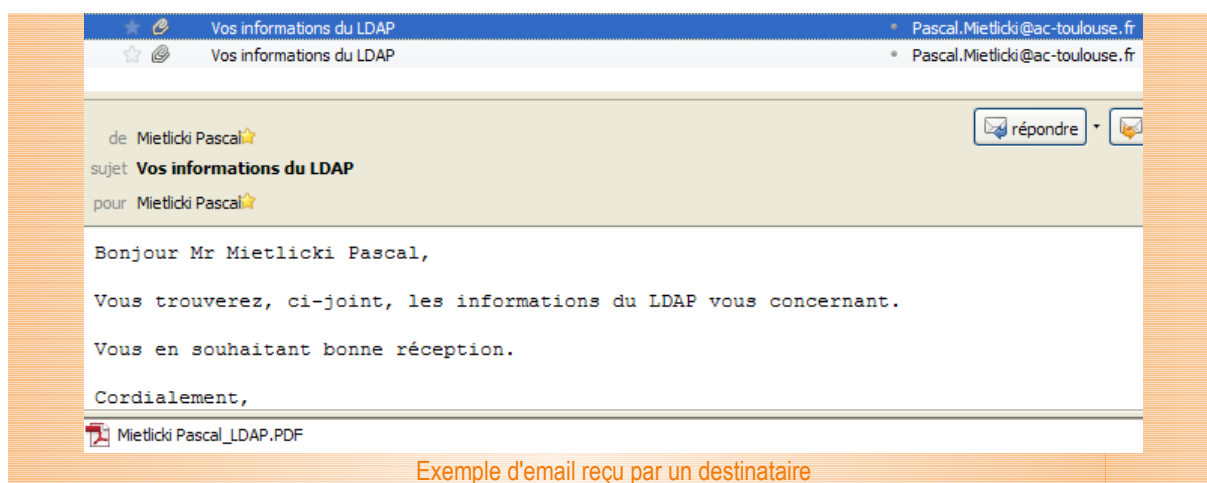 Vos informations du LDAP Pascal.Mietlicki@ac-toulouse.fr
Vos informations du LDAP Pascal.Mietlicki@ac-toulouse.fr
de Mietlicki Pascal
répondre
sujet Vos informations du LDAP
pour Mietlicki Pascal
Bonjour Mr Mietlicki Pascal,
Vous trouverez, ci-joint, les informations du LDAP vous concernant.
Vous en souhaitant bonne réception.
Cordialement,
Mietlicki Pascal_LDAP.PDF
Exemple d'email reçu par un destinataire